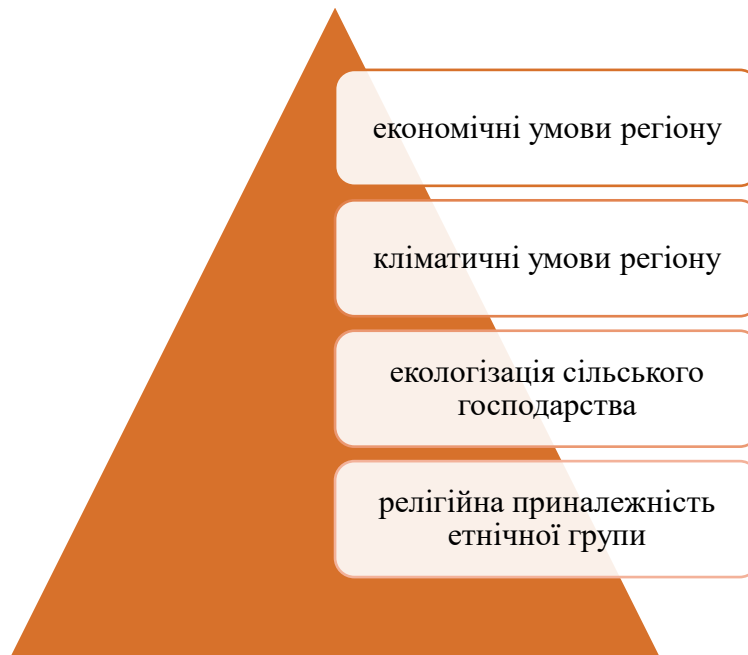 економічні умови регіону
кліматичні умови регіону
екологізація сільського
господарства
релігійна приналежність
етнічної групи